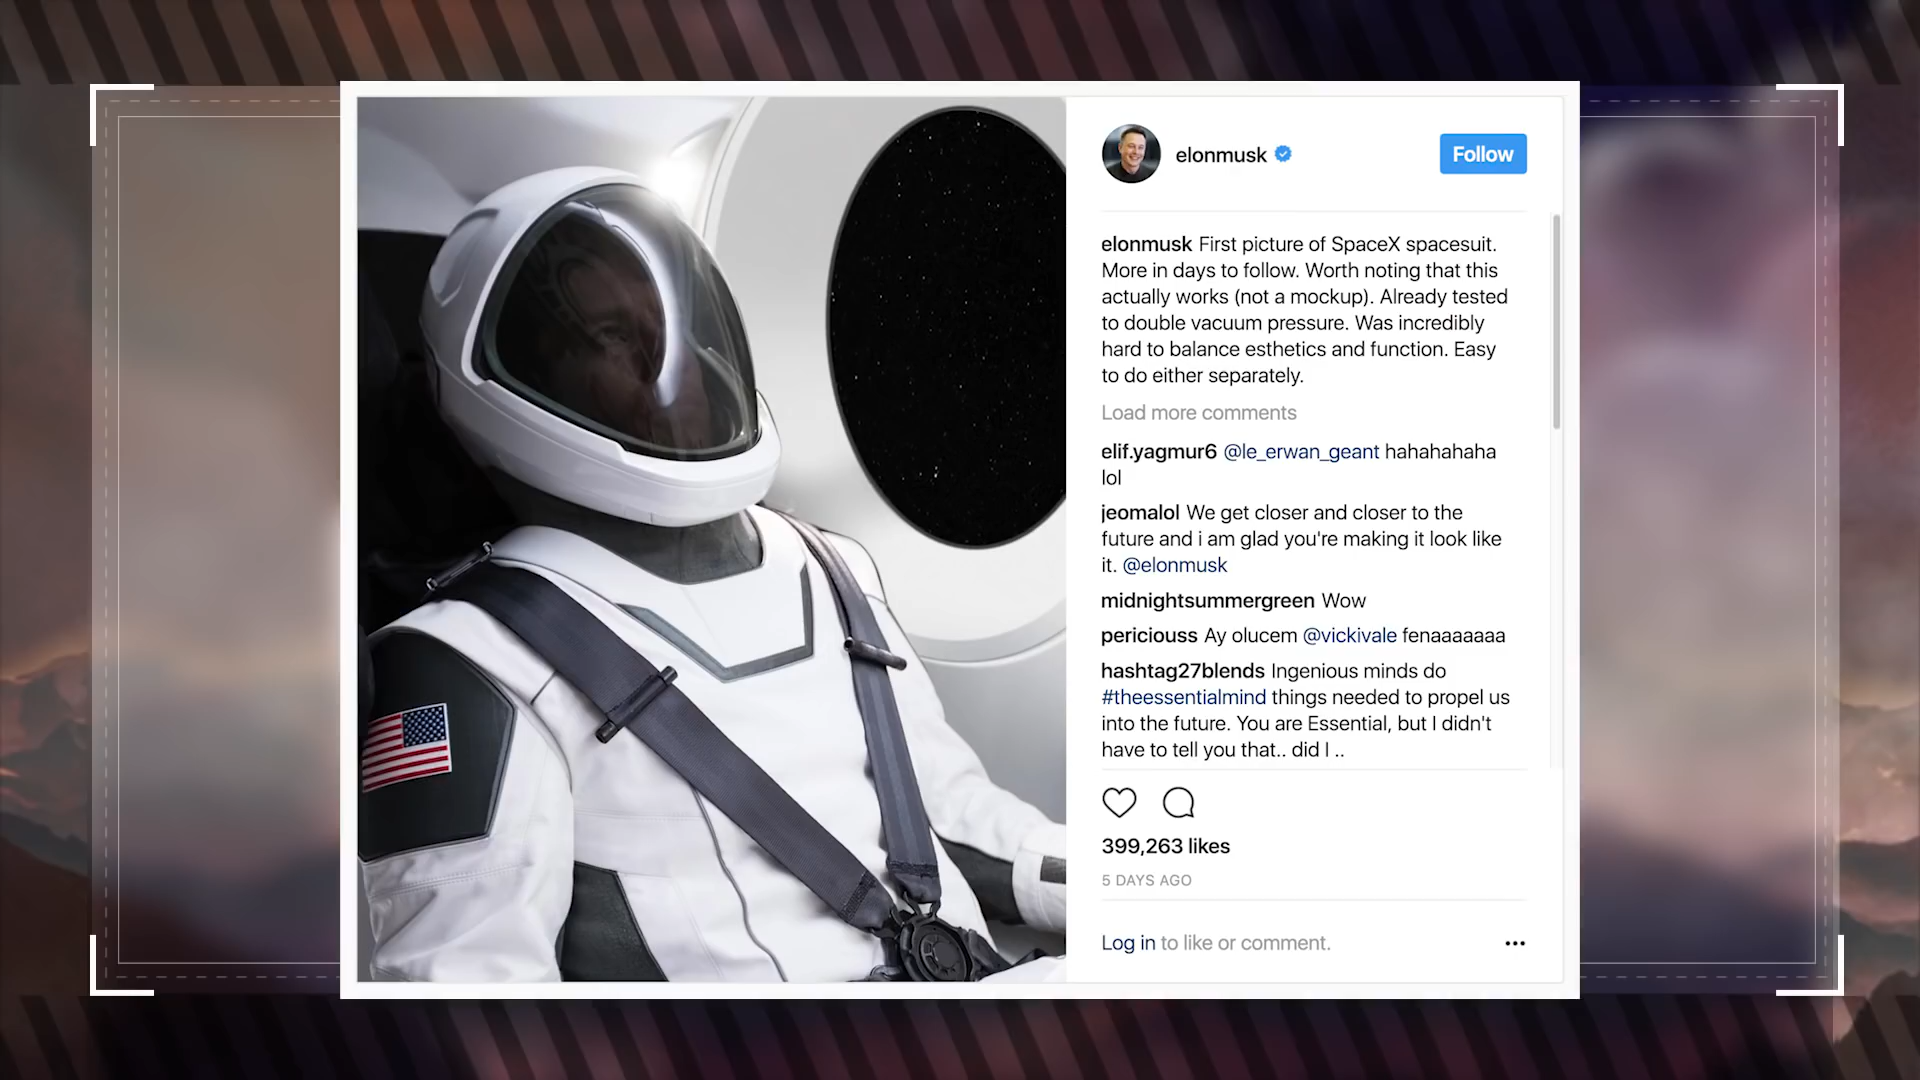 elonmusk
Follow
elonmusk First picture of SpaceX spacesuit.
More in days to follow. Worth noting that this
actually works (not a mockup). Already tested
to double vacuum pressure. Was incredibly
hard to balance esthetics and function. Easy
to do either separately.
Load more comments
elif.yagmur6 @le_erwan_geant hahahahaha
lol
jeomalol We get closer and closer to the
future and i am glad you're making it look like
it. @elonmusk
midnightsummergreen Wow
periciouss Ay olucem @vickivale fenaaaaaaa
hashtag27blends Ingenious minds do
#theessentialmind things needed to propel us
into the future. You are Essential, but I didn't
have to tell you that.. did I ..
399,263 likes
5 DAYS AGO
Log in to like or comment.